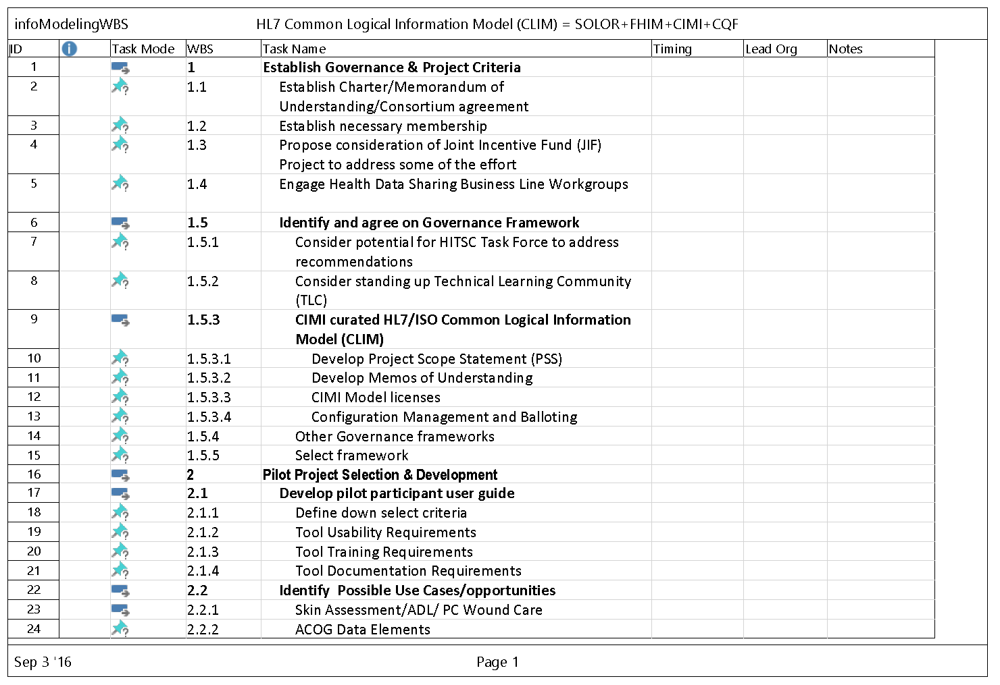 infoModelingWBS HL7 Common Logical Information Model (CLIM) = SOLOR+FHIM+CIMI+CQF
ID i Task Mode WBS Task Name Timing Lead Org Notes
1 1 Establish Governance & Project Criteria
2 1.1 Establish Charter/Memorandum of
Understanding/Consortium agreement
3 1.2 Establish necessary membership
4 1.3 Propose consideration of Joint Incentive Fund (JIF)
Project to address some of the effort
5 1.4 Engage Health Data Sharing Business Line Workgroups
6 1.5 Identify and agree on Governance Framework
7 1.5.1 Consider potential for HITSC Task Force to address
recommendations
8 1.5.2 Consider standing up Technical Learning Community
(TLC)
9 1.5.3 CIMI curated HL7/ISO Common Logical Information
Model (CLIM)
10 1.5.3.1 Develop Project Scope Statement (PSS)
11 1.5.3.2 Develop Memos of Understanding
12 1.5.3.3 CIMI Model licenses
13 1.5.3.4 Configuration Management and Balloting
14 1.5.4 Other Governance frameworks
15 1.5.5 Select framework
16 2 Pilot Project Selection & Development
17 2.1 Develop pilot participant user guide
18 2.1.1 Define down select criteria
19 2.1.2 Tool Usability Requirements
20 2.1.3 Tool Training Requirements
21 2.1.4 Tool Documentation Requirements
22 2.2 Identify  Possible Use Cases/opportunities
23 2.2.1 Skin Assessment/ADL/ PC Wound Care
24 2.2.2 ACOG Data Elements
Sep 3 '16 Page 1